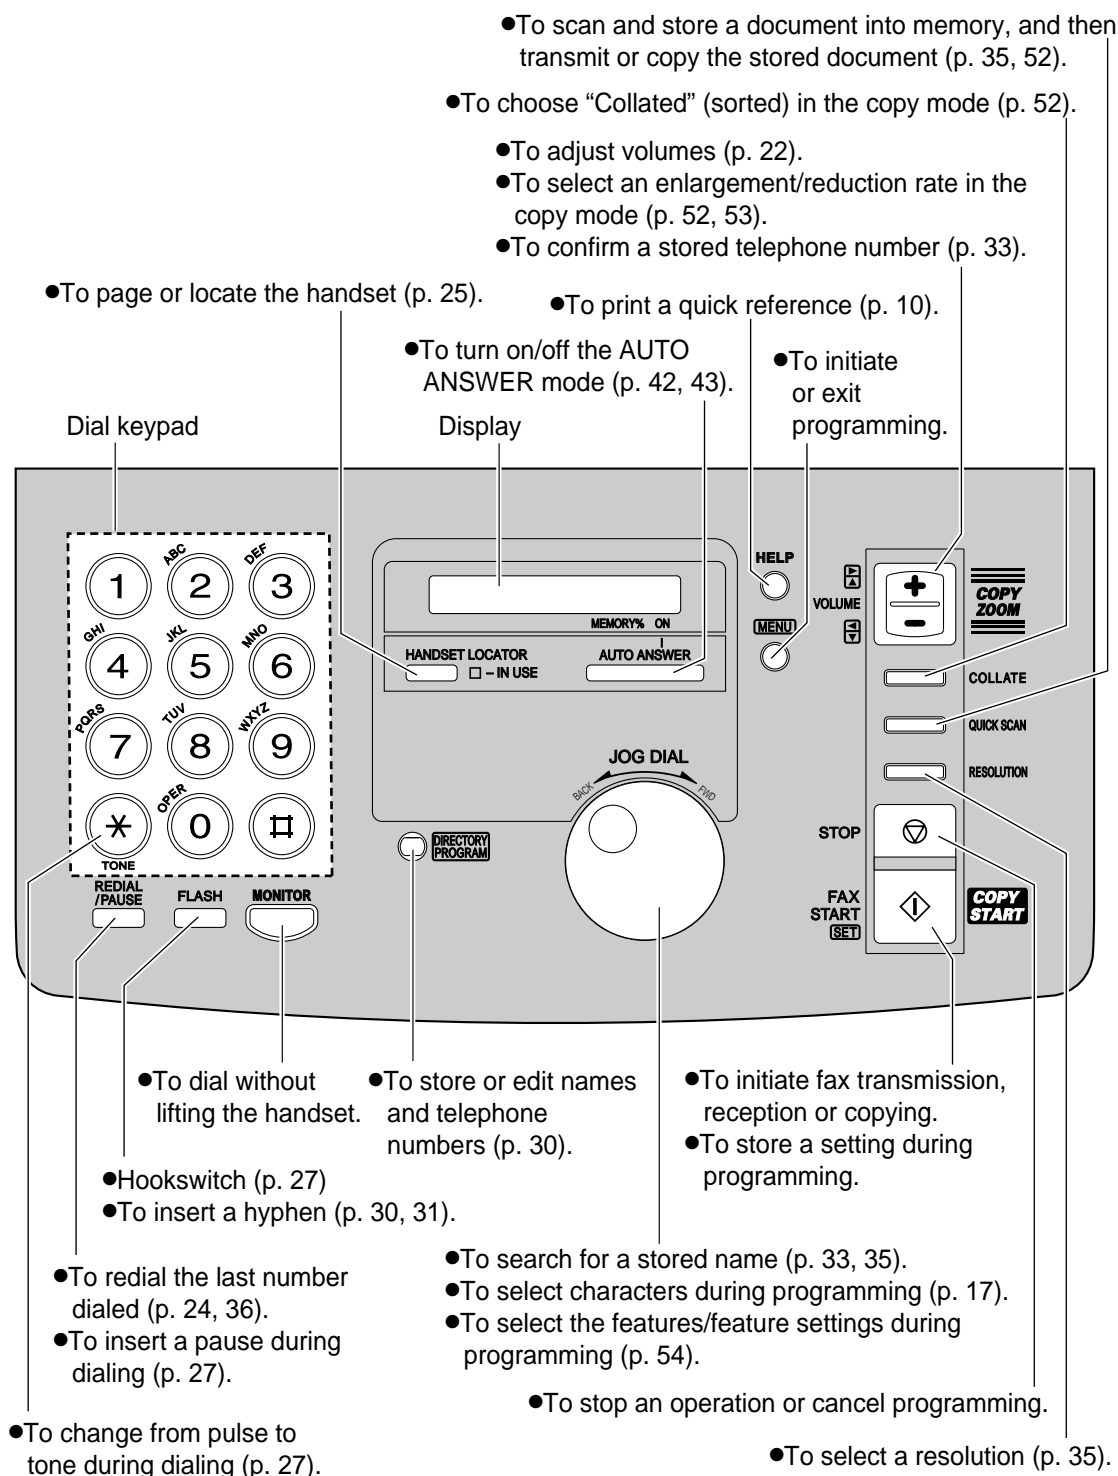 ●To scan and store a document into memory, and then
transmit or copy the stored document (p. 35, 52).
●To choose “Collated” (sorted) in the copy mode (p. 52).
●To adjust volumes (p. 22).
●To select an enlargement/reduction rate in the
copy mode (p. 52, 53).
●To confirm a stored telephone number (p. 33).
●To page or locate the handset (p. 25).
●To print a quick reference (p. 10).
●To turn on/off the AUTO
ANSWER mode (p. 42, 43).
●To initiate
or exit
programming.
Dial keypad
Display
1
ABC
2
DEF
3
GHI
4
JKL
5
MNO
6
PQRS
7
TUV
8
WXYZ
9
TONE
OPER
0
REDIAL
/PAUSE
FLASH
MONITOR
MEMORY% ON
HANDSET LOCATOR
– IN USE
AUTO ANSWER
JOG DIAL
BACK
FWD
DIRECTORY
PROGRAM
HELP
MENU
VOLUME
+
−
COPY
ZOOM
COLLATE
QUICK SCAN
RESOLUTION
STOP
FAX
START
SET
COPY
START
●To dial without
lifting the handset.
●To store or edit names
and telephone
numbers (p. 30).
●To initiate fax transmission,
reception or copying.
●To store a setting during
programming.
●Hookswitch (p. 27)
●To insert a hyphen (p. 30, 31).
●To redial the last number
dialed (p. 24, 36).
●To insert a pause during
dialing (p. 27).
●To search for a stored name (p. 33, 35).
●To select characters during programming (p. 17).
●To select the features/feature settings during
programming (p. 54).
●To stop an operation or cancel programming.
●To change from pulse to
tone during dialing (p. 27).
●To select a resolution (p. 35).